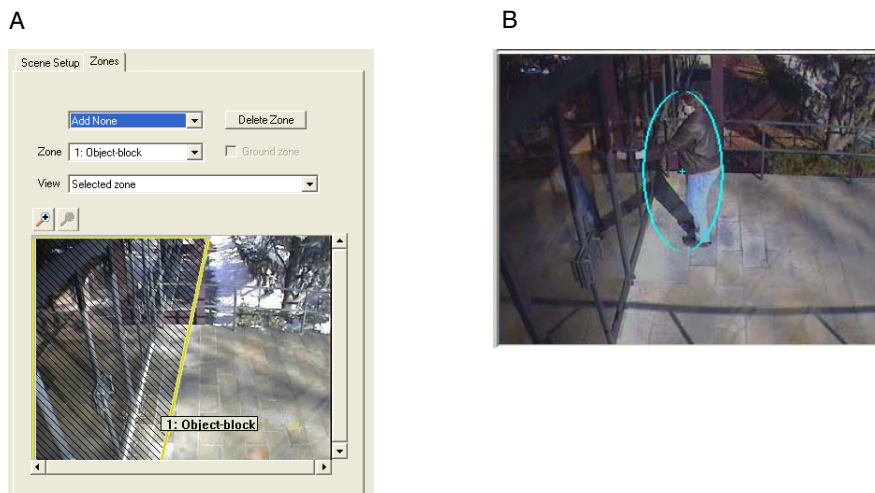 A
B
Scene Setup Zones
Add None Delete Zone
Zone 1: Object-block Ground zone
View Selected zone
1: Object-block